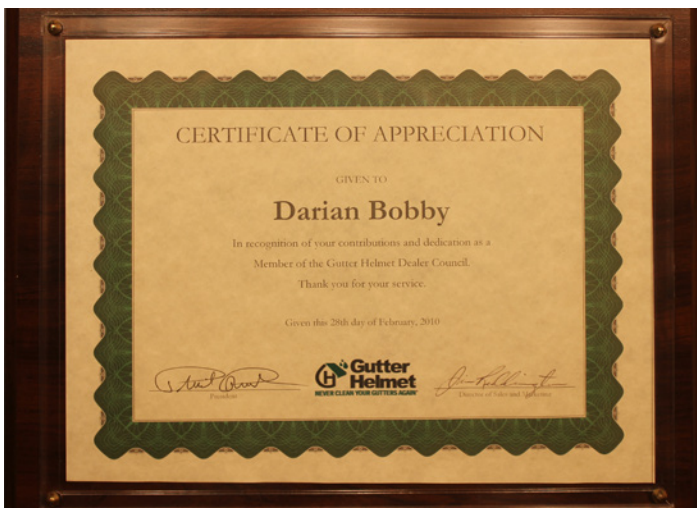 CERTIFICATE OF APPRECIATION
GIVEN TO
Darian Bobby
In recognition of your contributions and dedication as a
Member of the Gutter Helmet Dealer Council.
Thank you for your service.
Given this 28th day of February, 2010
Gutter
Helmet
NEVER CLEAN YOUR GUTTERS AGAIN®
President
Director of Sales and Marketing